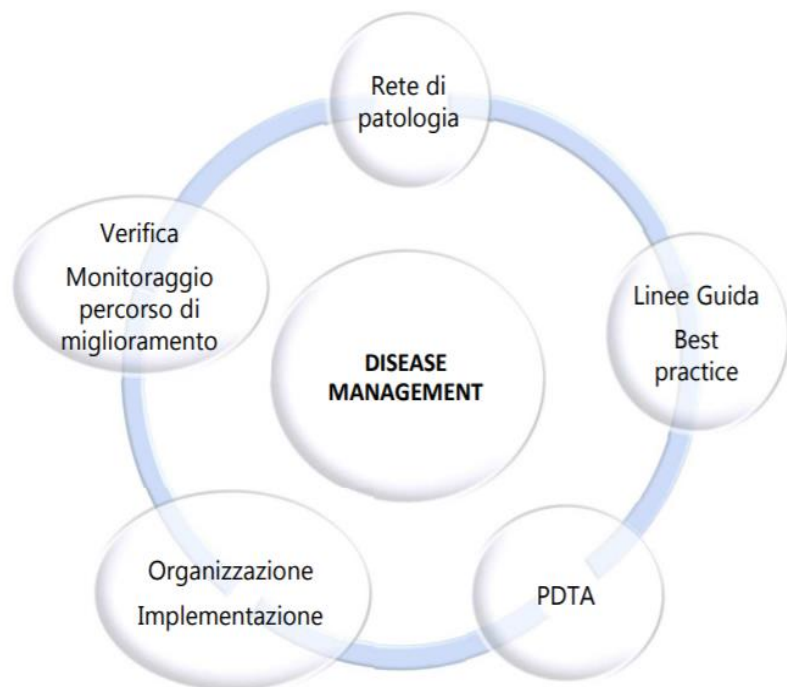 Rete di
patologia
Linee Guida
Best
practice
PDTA
Organizzazione
Implementazione
Verifica
Monitoraggio
percorso di
miglioramento
DISEASE
MANAGEMENT